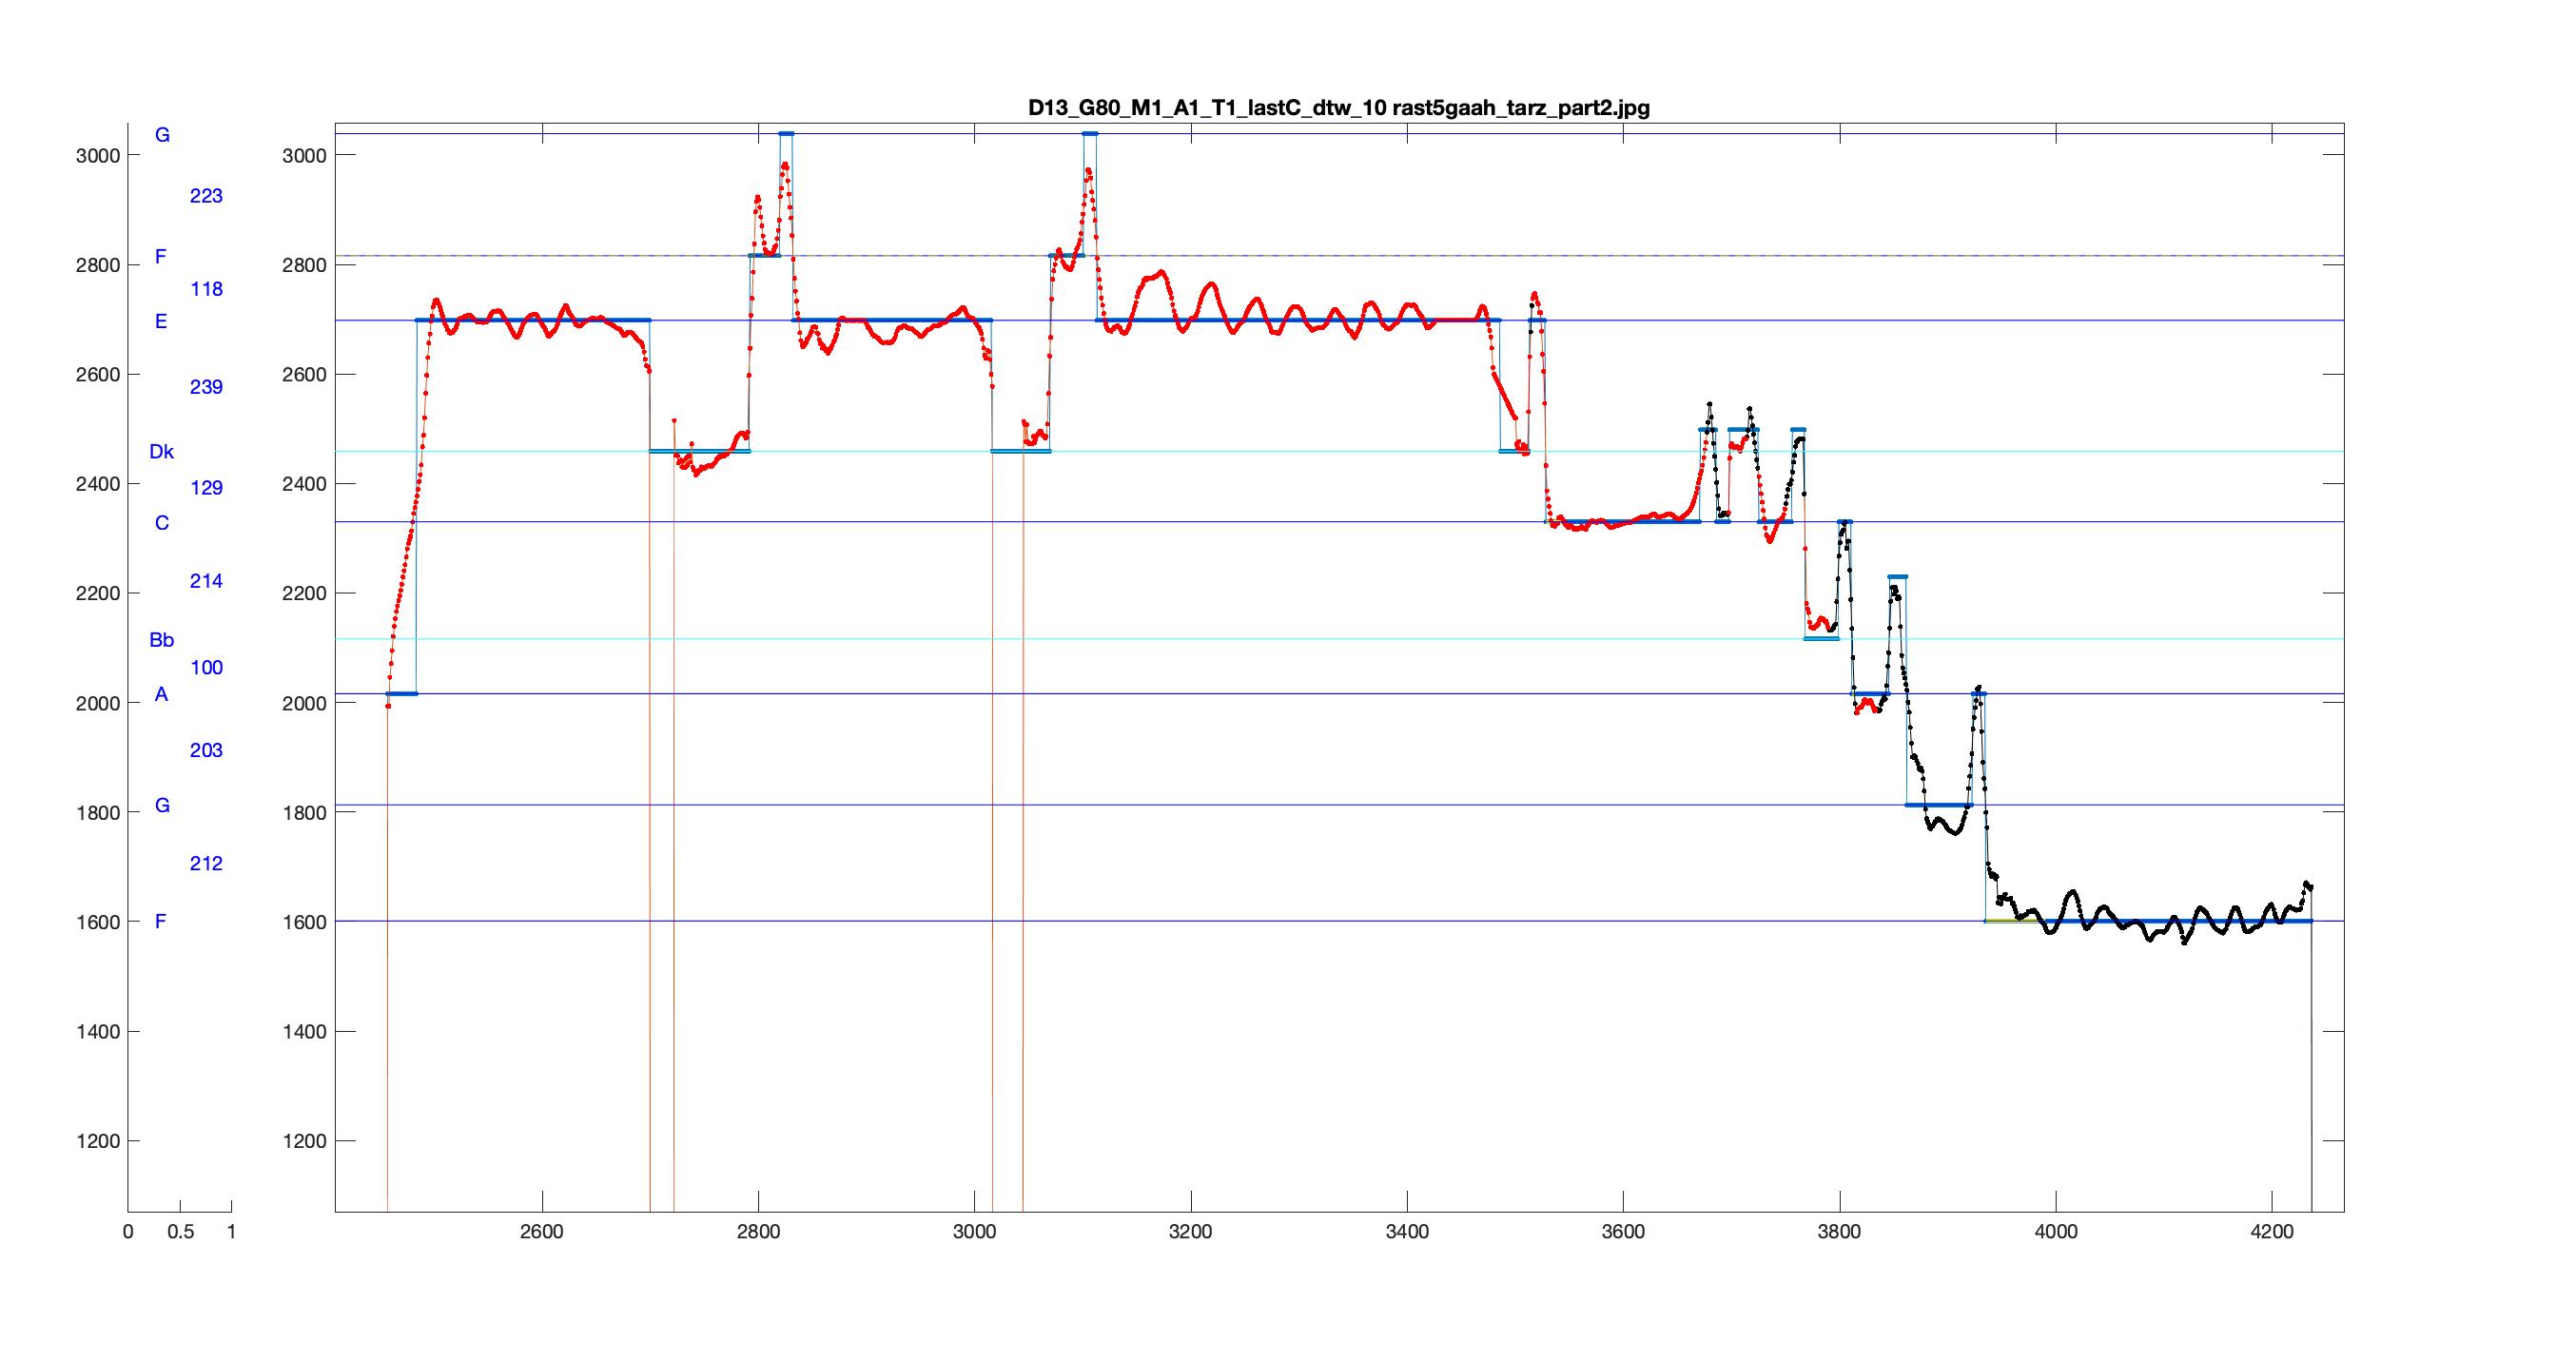 D13_G80_M1_A1_T1_lastC_dtw_10 rast5gaah_tarz_part2.jpg
G
3000 3000
223
F
2800 2800
118
E
2600 2600
239
Dk
2400 2400
129
C
214
2200 2200
Bb
100
A
2000 2000
203
G
1800 1800
212
F
1600 1600
1400 1400
1200 1200
0 0.5 1 2600 2800 3000 3200 3400 3600 3800 4000 4200